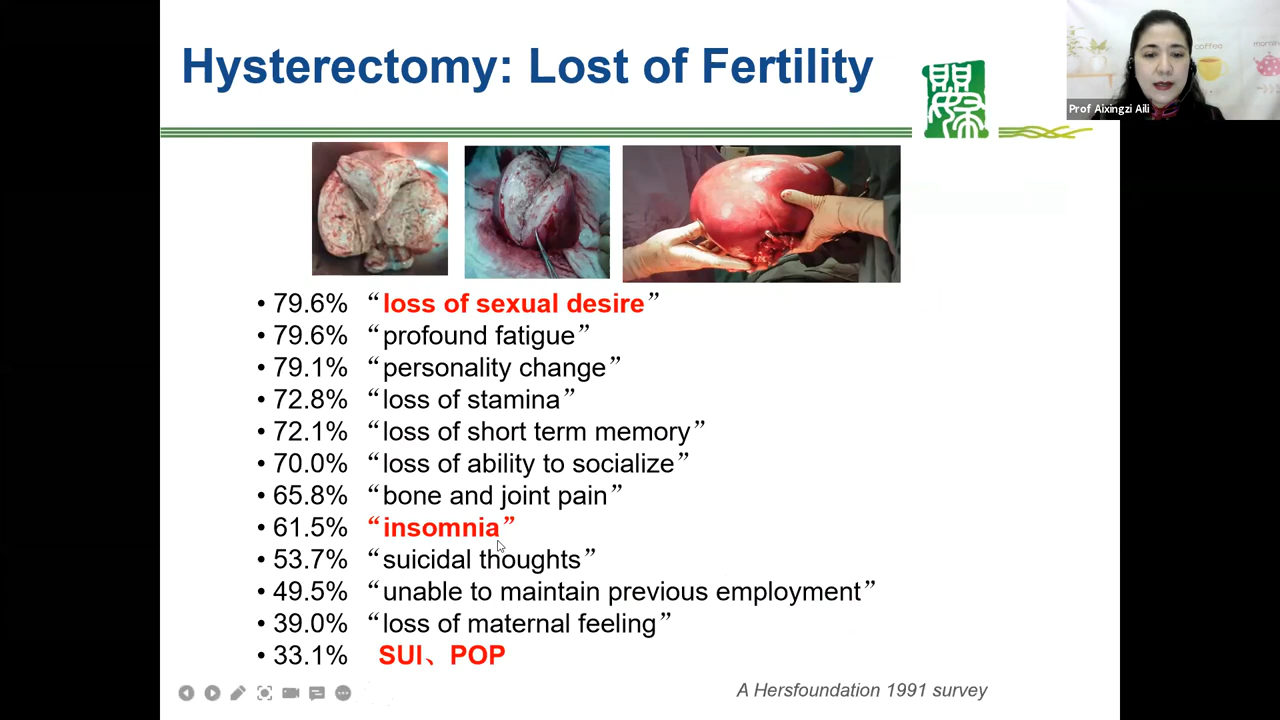 Hysterectomy: Lost of Fertility
Prof Aixingzi Aili
• 79.6% “loss of sexual desire”
• 79.6% “profound fatigue”
• 79.1% “personality change”
• 72.8% “loss of stamina”
• 72.1% “loss of short term memory”
• 70.0% “loss of ability to socialize”
• 65.8% “bone and joint pain”
• 61.5% “insomnia”
• 53.7% “suicidal thoughts”
• 49.5% “unable to maintain previous employment”
• 39.0% “loss of maternal feeling”
• 33.1% SUI、POP
A Hersfoundation 1991 survey